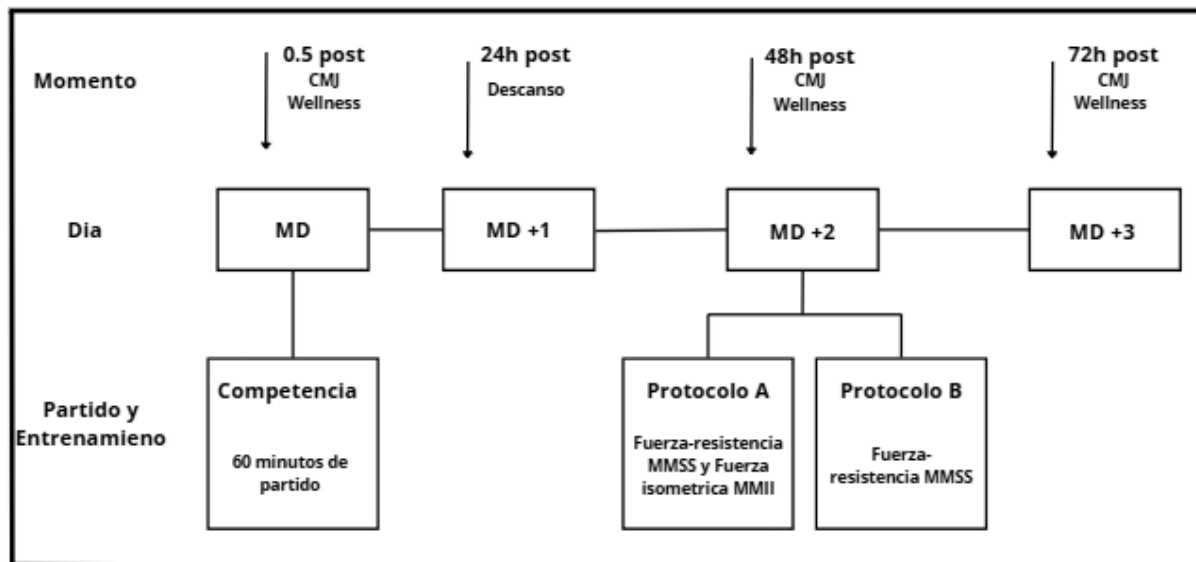 Momento
0.5 post
CMJ
Wellness
24h post
Descanso
48h post
CMJ
Wellness
72h post
CMJ
Wellness
Dia
MD
MD +1
MD +2
MD +3
Partido y
Entrenamieno
Competencia
60 minutos de
partido
Protocolo A
Fuerza-resistencia
MMSS y Fuerza
isometrica MMII
Protocolo B
Fuerza-
resistencia MMSS